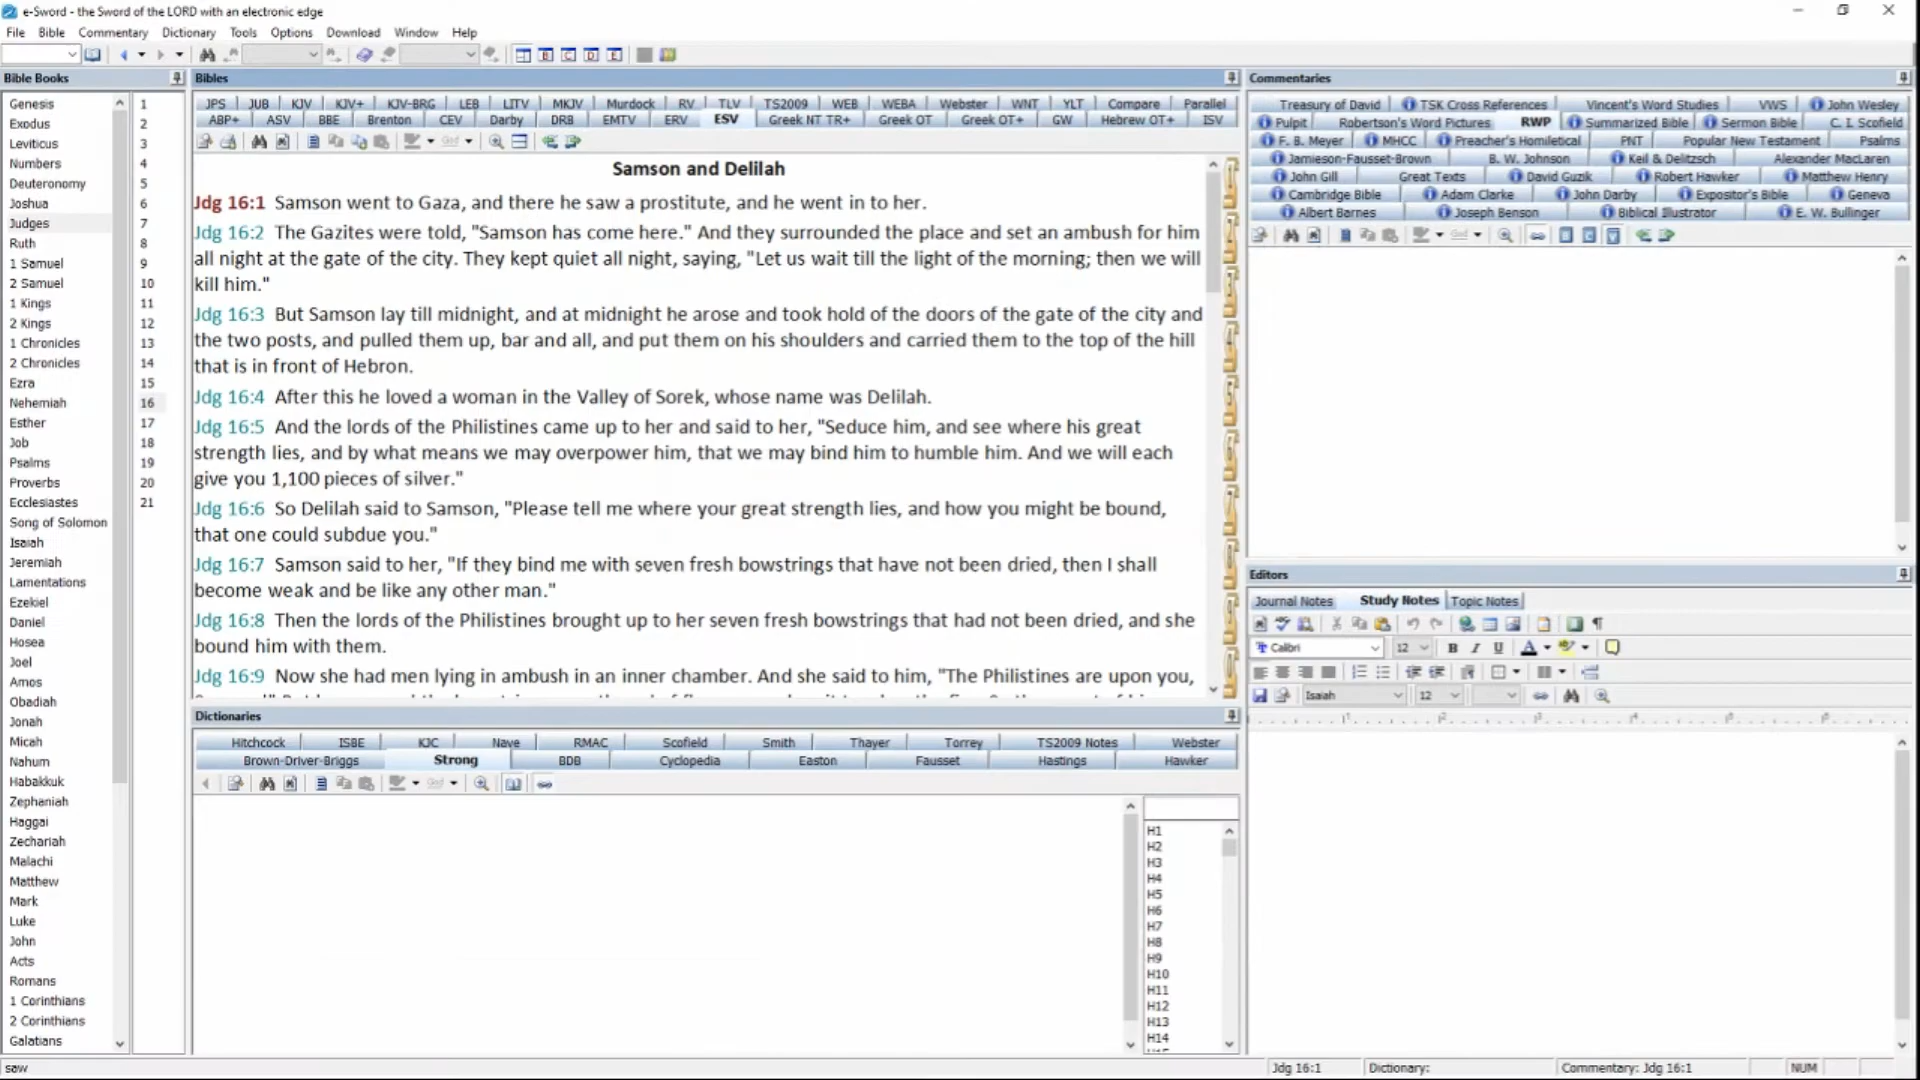 e-Sword - the Sword of the LORD with an electronic edge
File Bible Commentary Dictionary Tools Options Download Window Help
Bible Books
Genesis
Exodus
Leviticus
Numbers
Deuteronomy
Joshua
Judges
Ruth
1 Samuel
2 Samuel
1 Kings
2 Kings
1 Chronicles
2 Chronicles
Ezra
Nehemiah
Esther
Job
Psalms
Proverbs
Ecclesiastes
Song of Solomon
Isaiah
Jeremiah
Lamentations
Ezekiel
Daniel
Hosea
Joel
Amos
Obadiah
Jonah
Micah
Nahum
Habakkuk
Zephaniah
Haggai
Zechariah
Malachi
Matthew
Mark
Luke
John
Acts
Romans
1 Corinthians
2 Corinthians
Galatians
1
2
3
4
5
6
7
8
9
10
11
12
13
14
15
16
17
18
19
20
21
Bibles
JPS JUB KJV KJV+ KJV-BRG LEB LITV MKJV Murdock RV TLV TS2009 WEB WEBA Webster WNT YLT Compare Parallel
ABP+ ASV BBE Brenton CEV Darby DRB EMTV ERV ESV Greek NT TR+ Greek OT Greek OT+ GW Hebrew OT+ ISV
Samson and Delilah
Jdg 16:1 Samson went to Gaza, and there he saw a prostitute, and he went in to her.
Jdg 16:2 The Gazites were told, "Samson has come here." And they surrounded the place and set an ambush for him
all night at the gate of the city. They kept quiet all night, saying, "Let us wait till the light of the morning; then we will
kill him."
Jdg 16:3 But Samson lay till midnight, and at midnight he arose and took hold of the doors of the gate of the city and
the two posts, and pulled them up, bar and all, and put them on his shoulders and carried them to the top of the hill
that is in front of Hebron.
Jdg 16:4 After this he loved a woman in the Valley of Sorek, whose name was Delilah.
Jdg 16:5 And the lords of the Philistines came up to her and said to her, "Seduce him, and see where his great
strength lies, and by what means we may overpower him, that we may bind him to humble him. And we will each
give you 1,100 pieces of silver."
Jdg 16:6 So Delilah said to Samson, "Please tell me where your great strength lies, and how you might be bound,
that one could subdue you."
Jdg 16:7 Samson said to her, "If they bind me with seven fresh bowstrings that have not been dried, then I shall
become weak and be like any other man."
Jdg 16:8 Then the lords of the Philistines brought up to her seven fresh bowstrings that had not been dried, and she
bound him with them.
Jdg 16:9 Now she had men lying in ambush in an inner chamber. And she said to him, "The Philistines are upon you,
Dictionaries
Hitchcock ISBE KJC Nave RMAC Scofield Smith Thayer Torrey TS2009 Notes Webster
Brown-Driver-Briggs Strong BDB Cyclopedia Easton Fausset Hastings Hawker
H1
H2
H3
H4
H5
H6
H7
H8
H9
H10
H11
H12
H13
H14
Commentaries
Treasury of David TSK Cross References Vincent's Word Studies VWS John Wesley
Pulpit Robertson's Word Pictures RWP Summarized Bible Sermon Bible C. I. Scofield
F. B. Meyer MHCC Preacher's Homiletical PNT Popular New Testament Psalms
Jamieson-Fausset-Brown B. W. Johnson Keil & Delitzsch Alexander MacLaren
John Gill Great Texts David Guzik Robert Hawker Matthew Henry
Cambridge Bible Adam Clarke John Darby Expositor's Bible Geneva
Albert Barnes Joseph Benson Biblical Illustrator E. W. Bullinger
Editors
Journal Notes Study Notes Topic Notes
Calibri 12 B I U A
Isaiah 12
saw
Jdg 16:1 Dictionary: Commentary: Jdg 16:1 NUM